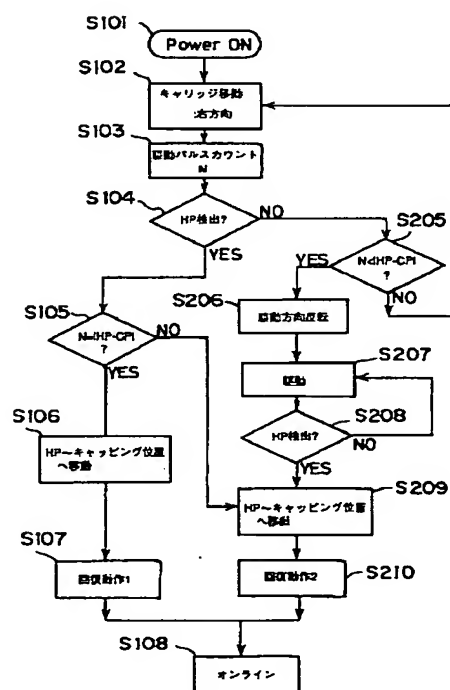 S101
Power ON
S102
キャリッジ移動
:右方向
S103
駆動パルスカウント
N
S104
HP検出?
NO
YES
S205
N<|HP-CP|
?
YES
NO
S206
駆動方向反転
S105
N=|HP-CP|
?
NO
YES
S207
駆動
S208
HP検出?
NO
YES
S106
HP~キャッピング位置
へ移動
S209
HP~キャッピング位置
へ移動
S107
回復動作1
S210
回復動作2
S108
オンライン